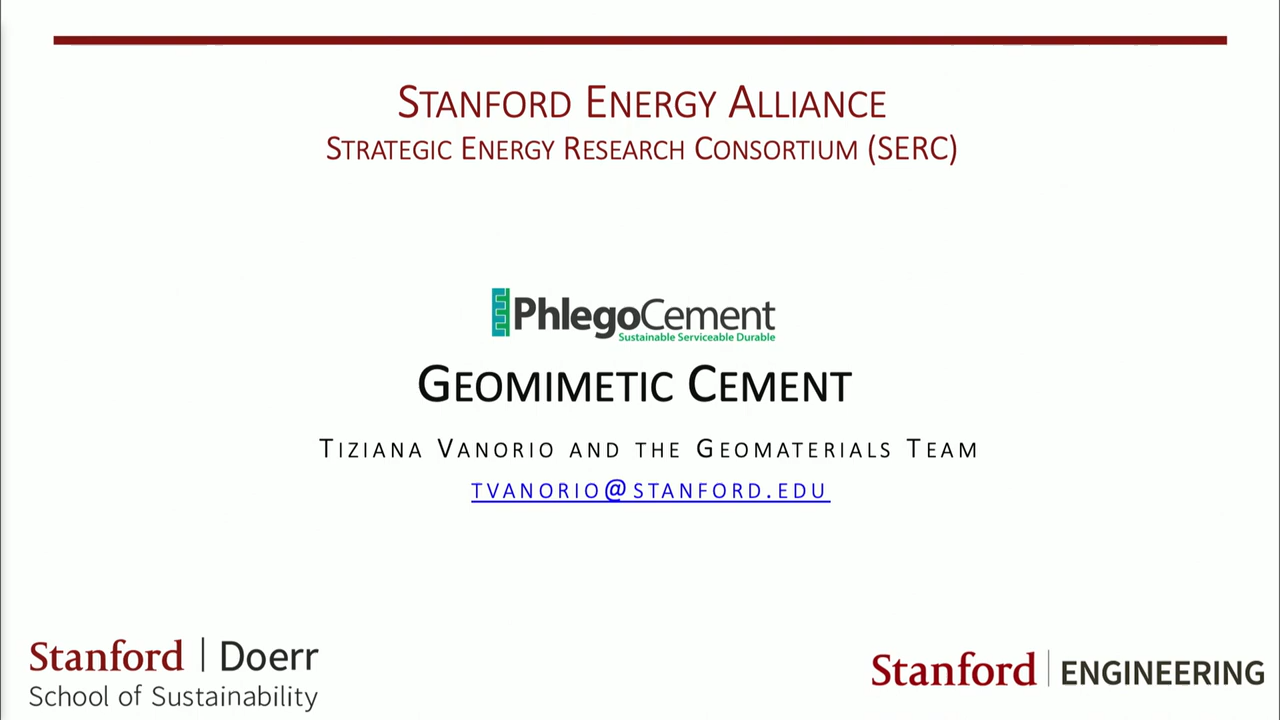 Stanford Energy Alliance
Strategic Energy Research Consortium (SERC)
PhlegoCement
Sustainable Serviceable Durable
Geomimetic Cement
Tiziana Vanorio and the Geomaterials Team
tvanorio@stanford.edu
Stanford | Doerr
School of Sustainability
Stanford | ENGINEERING